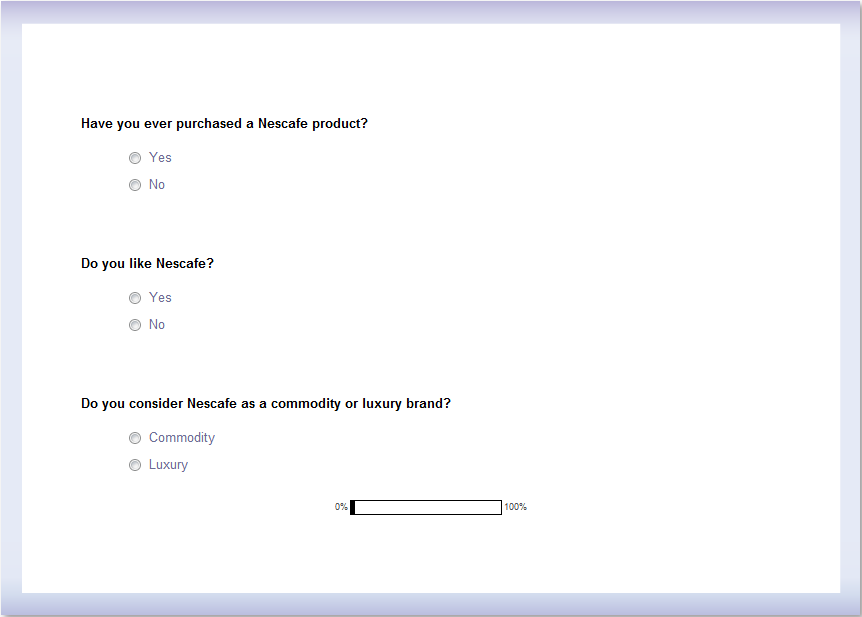 Have you ever purchased a Nescafe product?
Yes
No
Do you like Nescafe?
Yes
No
Do you consider Nescafe as a commodity or luxury brand?
Commodity
Luxury
0% 100%